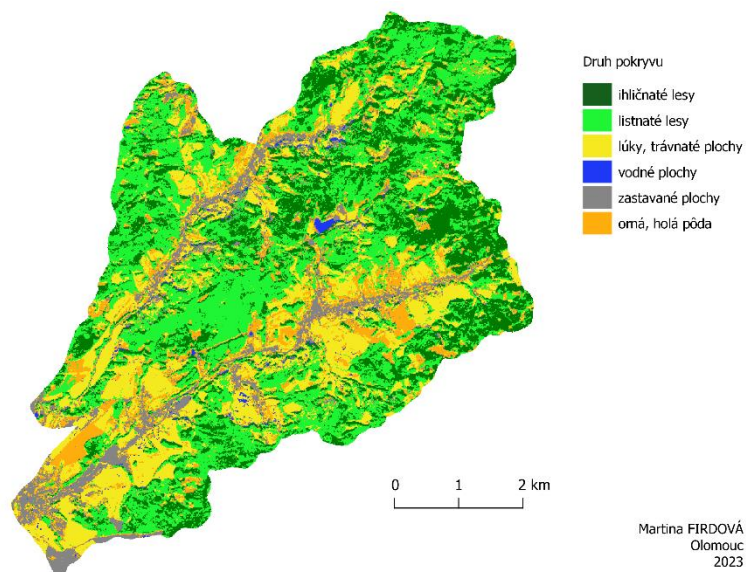 Druh pokryvu
ihličnaté lesy
listnaté lesy
lúky, trávnaté plochy
vodné plochy
zastavané plochy
orná, holá pôda
0 1 2 km
Martina FIRDOVÁ
Olomouc
2023